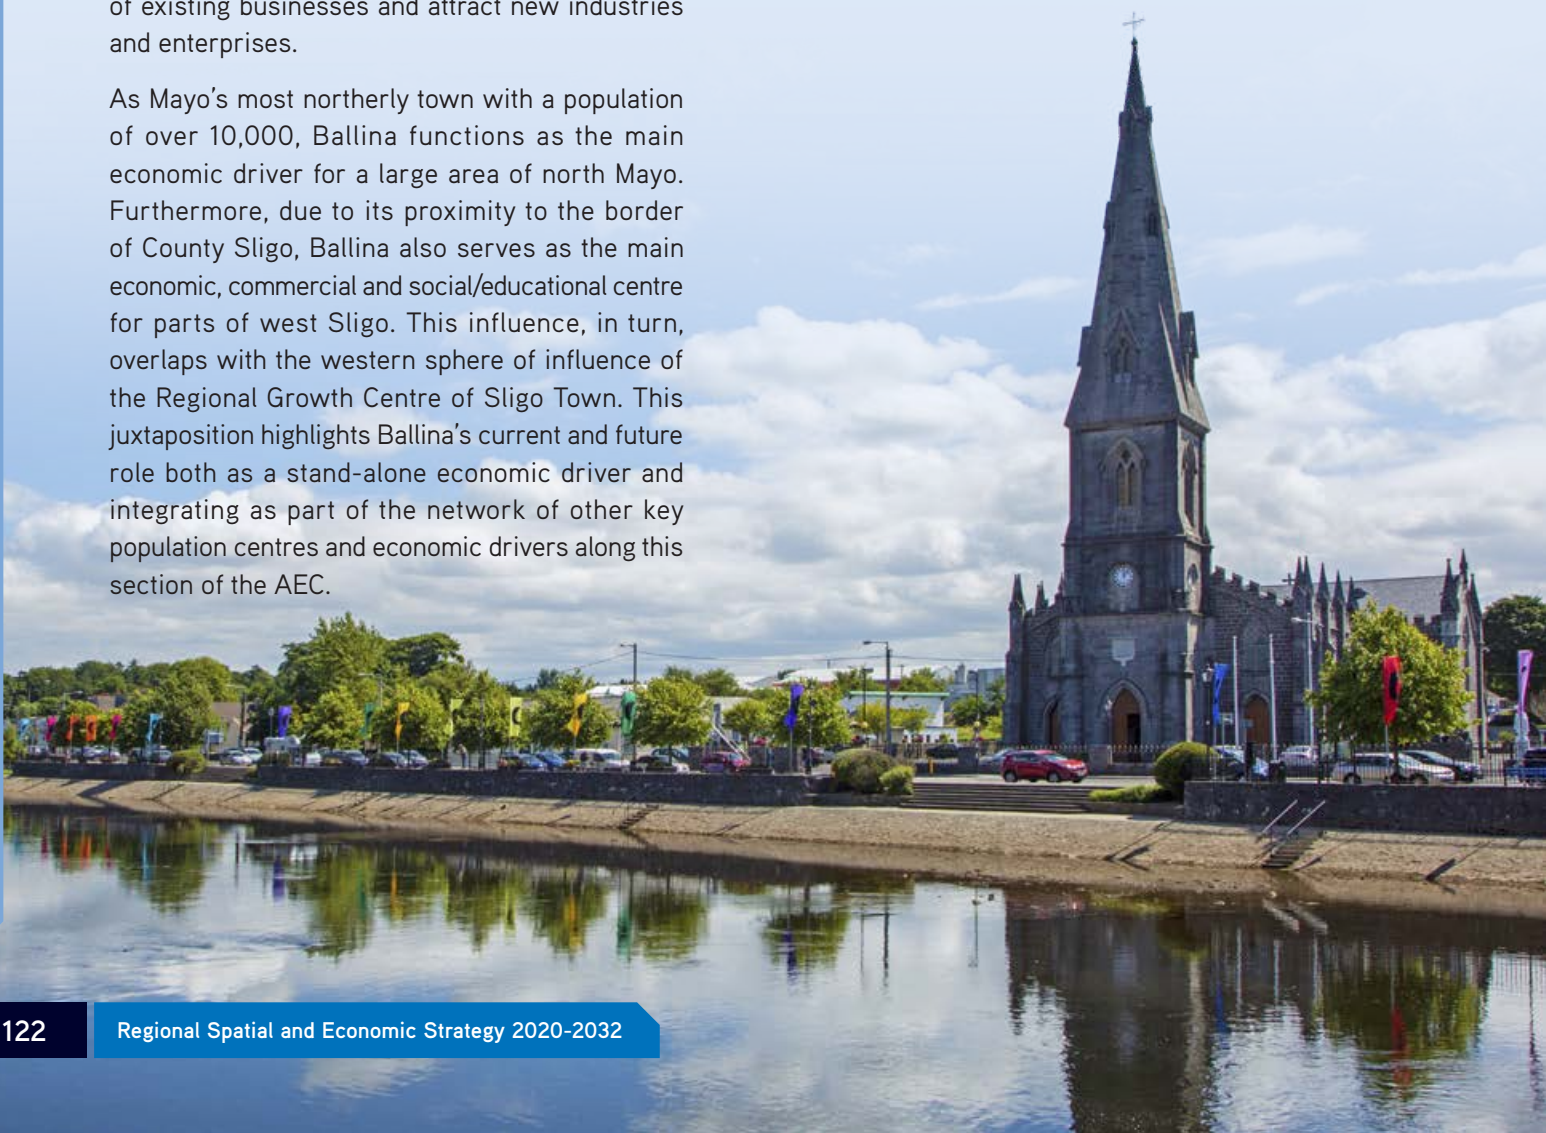 of existing businesses and attract new industries
and enterprises.
As Mayo's most northerly town with a population
of over 10,000, Ballina functions as the main
economic driver for a large area of north Mayo.
Furthermore, due to its proximity to the border
of County Sligo, Ballina also serves as the main
economic, commercial and social/educational centre
for parts of west Sligo. This influence, in turn,
overlaps with the western sphere of influence of
the Regional Growth Centre of Sligo Town. This
juxtaposition highlights Ballina's current and future
role both as a stand-alone economic driver and
integrating as part of the network of other key
population centres and economic drivers along this
section of the AEC.
122
Regional Spatial and Economic Strategy 2020-2032